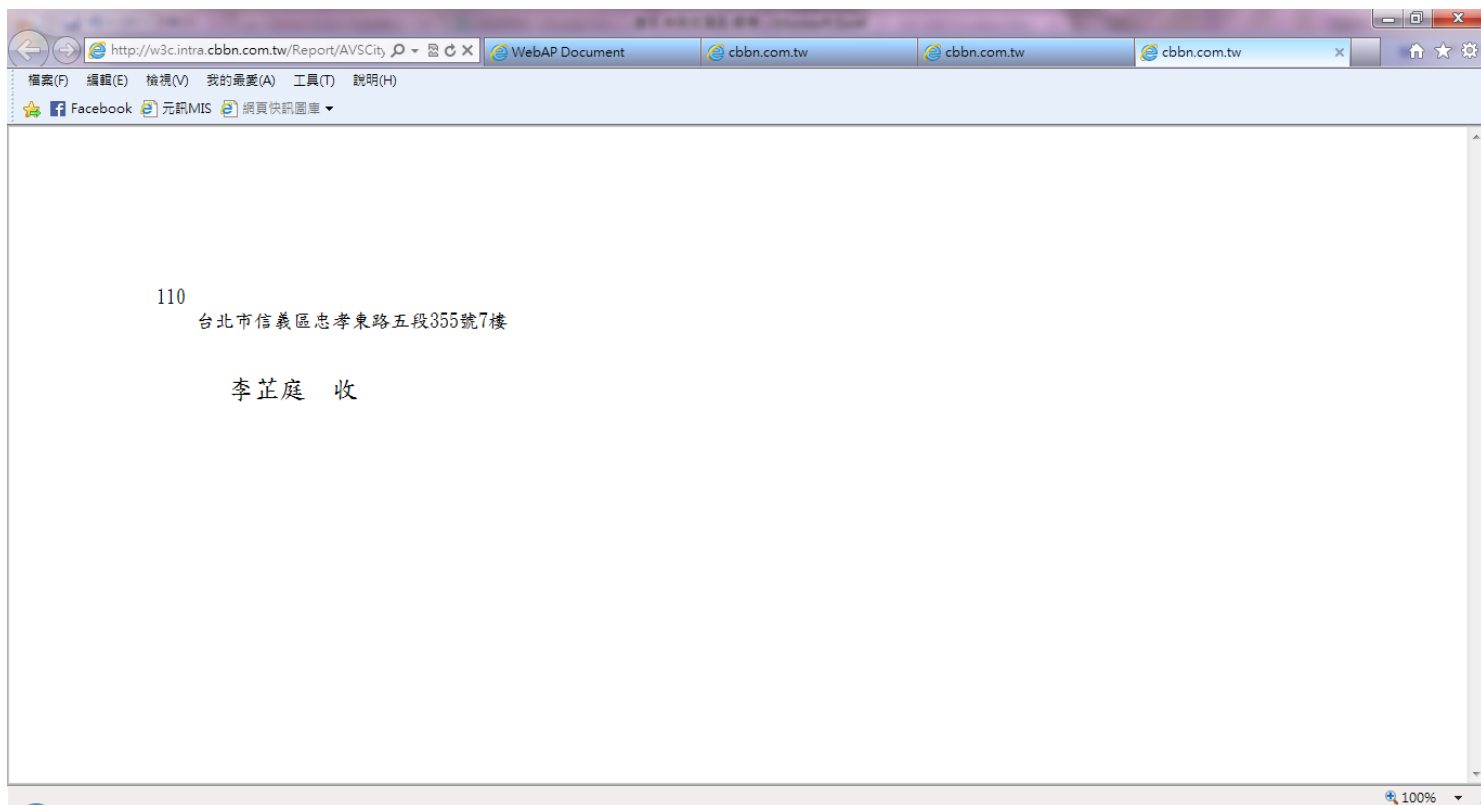 http://w3c.intra.cbbn.com.tw/Report/AVSCity
WebAP Document
cbbn.com.tw
cbbn.com.tw
cbbn.com.tw
檔案(F) 編輯(E) 檢視(V) 我的最愛(A) 工具(T) 說明(H)
Facebook 元訊MIS 網頁快訊圖庫
110
台北市信義區忠孝東路五段355號7樓
李芷庭 收
100%